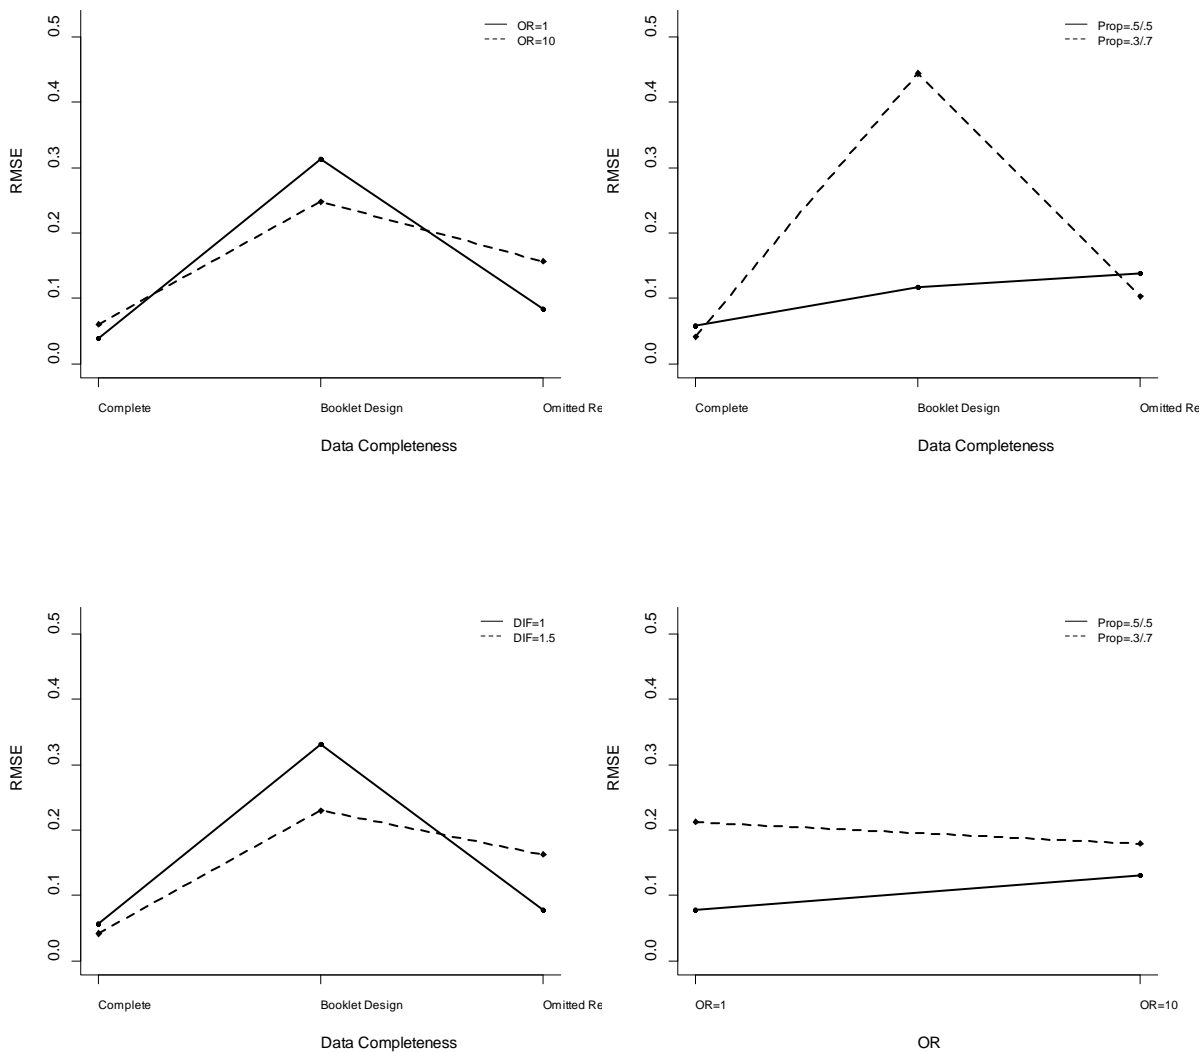 OR=1
OR=10
0.5
0.4
0.3
0.2
0.1
0.0
RMSE
Complete
Booklet Design
Omitted Re
Data Completeness
Prop=.5/.5
Prop=.3/.7
0.5
0.4
0.3
0.2
0.1
0.0
RMSE
Complete
Booklet Design
Omitted Re
Data Completeness
DIF=1
DIF=1.5
0.5
0.4
0.3
0.2
0.1
0.0
RMSE
Complete
Booklet Design
Omitted Re
Data Completeness
Prop=.5/.5
Prop=.3/.7
0.5
0.4
0.3
0.2
0.1
0.0
RMSE
OR=1
OR=10
OR